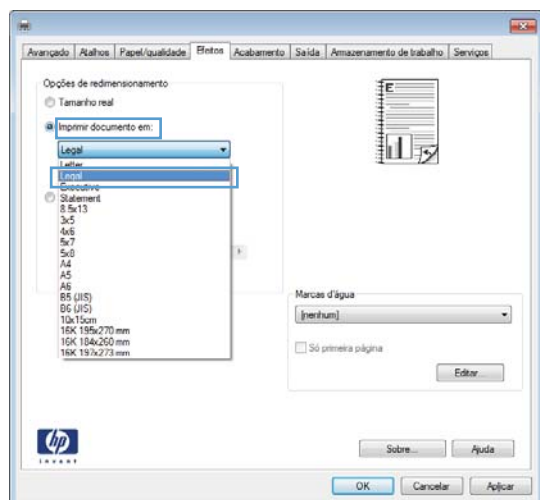 Avançado Atalhos Papel/qualidade Efeitos Acabamento Saída Armazenamento de trabalho Serviços
Opções de redimensionamento
Tamanho real
Imprimir documento em:
Legal
Letter
Legal
Executivo
Statement
8.5x13
3x5
4x6
5x7
5x8
A4
A5
A6
B5 (JIS)
B6 (JIS)
10x15cm
16K 195x270 mm
16K 184x260 mm
16K 197x273 mm
E
Marcas d'água
[nenhum]
Só primeira página
Editar...
hp
invent
Sobre... Ajuda
OK Cancelar Aplicar